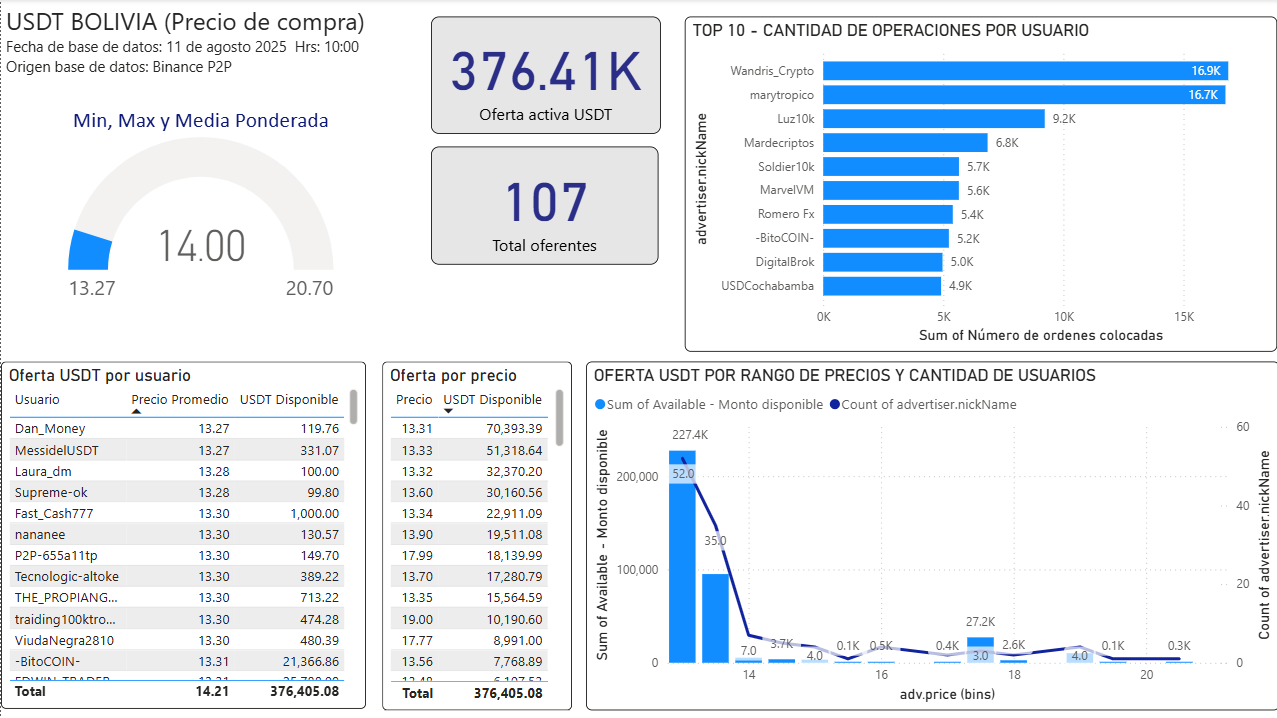 USDT BOLIVIA (Precio de compra)
Fecha de base de datos: 11 de agosto 2025 Hrs: 10:00
Origen base de datos: Binance P2P
Min, Max y Media Ponderada
14.00
13.27
20.70
376.41K
Oferta activa USDT
107
Total oferentes
TOP 10 - CANTIDAD DE OPERACIONES POR USUARIO
advertiser.nickName
Wandris_Crypto 16.9K
marytropico 16.7K
Luz10k 9.2K
Mardecriptos 6.8K
Soldier10k 5.7K
MarvelVM 5.6K
Romero Fx 5.4K
-BitoCOIN- 5.2K
DigitalBrok 5.0K
USDCochabamba 4.9K
0K 5K 10K 15K
Sum of Número de ordenes colocadas
Oferta USDT por usuario
Usuario Precio Promedio USDT Disponible
Dan_Money 13.27 119.76
MessidelUSDT 13.27 331.07
Laura_dm 13.28 100.00
Supreme-ok 13.28 99.80
Fast_Cash777 13.30 1,000.00
nananee 13.30 130.57
P2P-655a11tp 13.30 149.70
Tecnologic-altoke 13.30 389.22
THE_PROPIANG... 13.30 713.22
traiding100ktro... 13.30 474.28
ViudaNegra2810 13.30 480.39
-BitoCOIN- 13.31 21,366.86
Total 14.21 376,405.08
Oferta por precio
Precio USDT Disponible
13.31 70,393.39
13.33 51,318.64
13.32 32,370.20
13.60 30,160.56
13.34 22,911.09
13.90 19,511.08
17.99 18,139.99
13.70 17,280.79
13.35 15,564.59
19.00 10,190.60
17.77 8,991.00
13.56 7,768.89
Total 376,405.08
OFERTA USDT POR RANGO DE PRECIOS Y CANTIDAD DE USUARIOS
Sum of Available - Monto disponible Count of advertiser.nickName
Sum of Available - Monto disponible
200,000
100,000
0
227.4K
52.0
35.0
7.0
3.7K
4.0
0.1K
0.5K
0.4K
27.2K
3.0
2.6K
4.0
0.1K
0.3K
60
40
20
0
Count of advertiser.nickName
14 16 18 20
adv.price (bins)